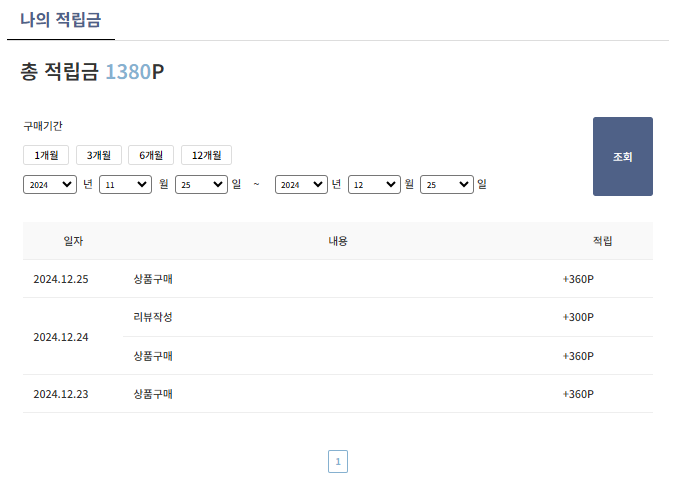 나의 적립금
총 적립금 1380P
구매기간
1개월 3개월 6개월 12개월
2024 년 11 월 25 일 ~ 2024 년 12 월 25 일
조회
일자 내용 적립
2024.12.25 상품구매 +360P
리뷰작성 +300P
2024.12.24
상품구매 +360P
2024.12.23 상품구매 +360P
1